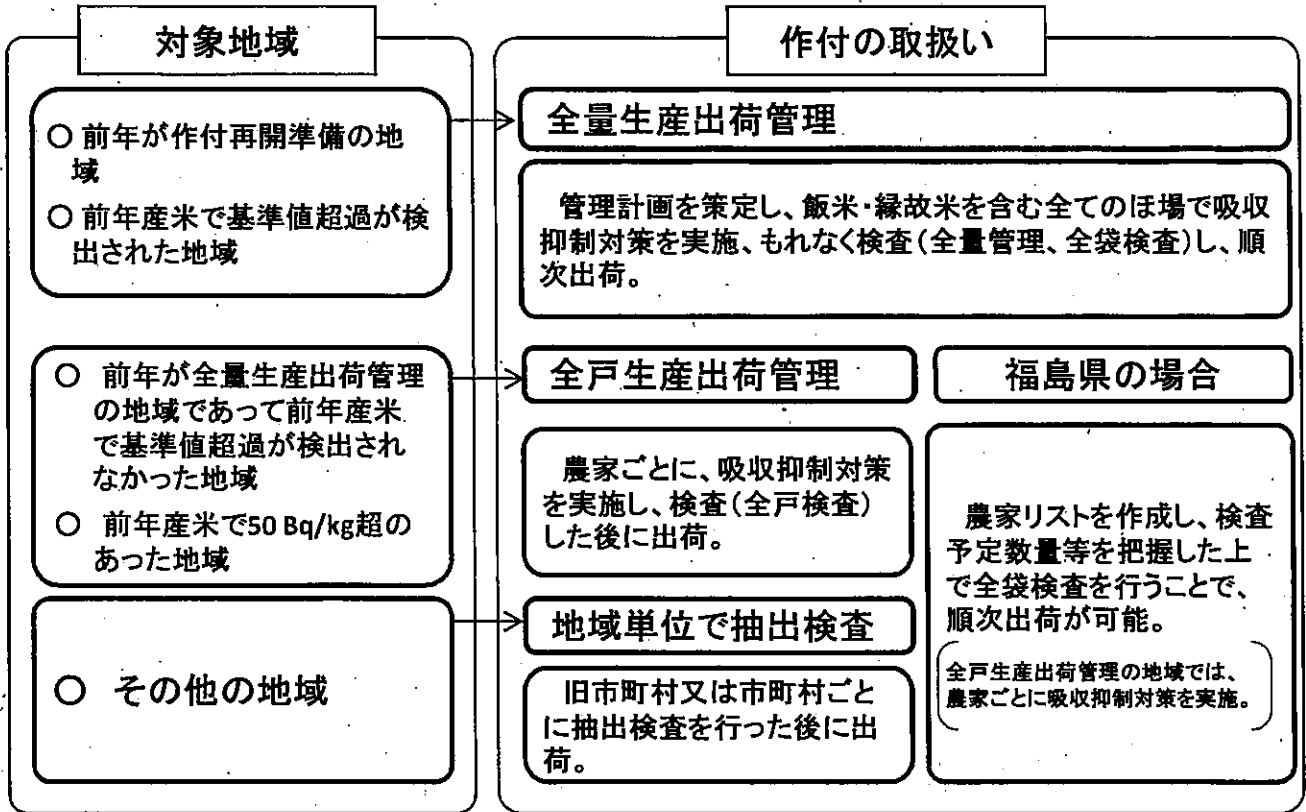 対象地域
○ 前年が作付再開準備の地
域
○ 前年産米で基準値超過が検
出された地域
○ 前年が全量生産出荷管理
の地域であって前年産米
で基準値超過が検出され
なかった地域
○ 前年産米で50 Bq/kg超の
あった地域
○ その他の地域
作付の取扱い
全量生産出荷管理
管理計画を策定し、飯米・縁故米を含む全てのほ場で吸収
抑制対策を実施、もれなく検査(全量管理、全袋検査)し、順
次出荷。
全戸生産出荷管理
農家ごとに、吸収抑制対策
を実施し、検査(全戸検査)
した後に出荷。
地域単位で抽出検査
旧市町村又は市町村ごと
に抽出検査を行った後に出
荷。
福島県の場合
農家リストを作成し、検査
予定数量等を把握した上
で全袋検査を行うことで、
順次出荷が可能。
全戸生産出荷管理の地域では、
農家ごとに吸収抑制対策を実施。